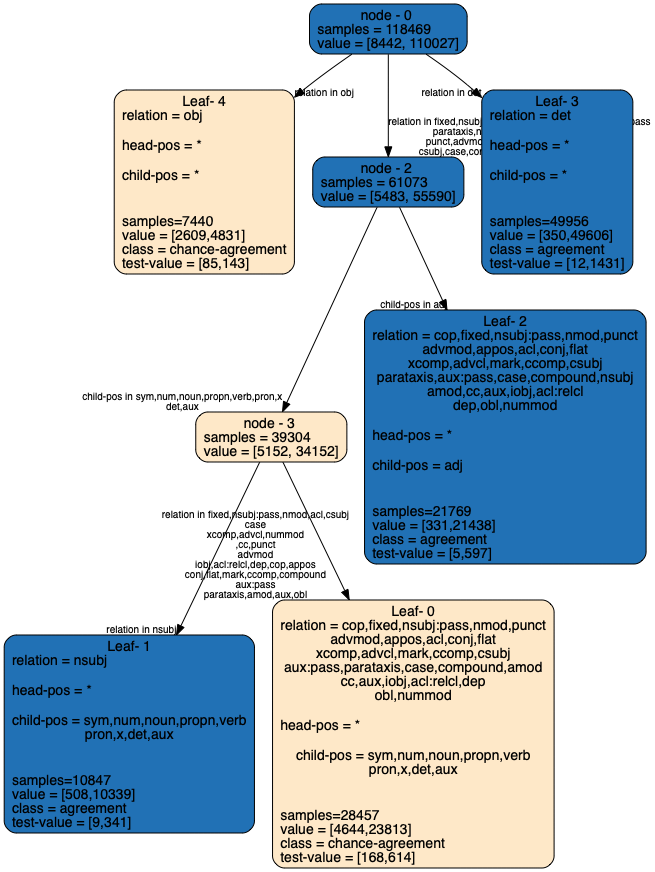 node - 0
samples = 118469
value = [8442, 110027]
relation in obj
relation in det
relation in fixed,nsubj
parataxis,n
punct,advmo
csubj,case,co
pass
Leaf- 4
relation = obj
head-pos = *
child-pos = *
samples=7440
value = [2609,4831]
class = chance-agreement
test-value = [85,143]
node - 2
samples = 61073
value = [5483, 55590]
Leaf- 3
relation = det
head-pos = *
child-pos = *
samples=49956
value = [350,49606]
class = agreement
test-value = [12,1431]
child-pos in adj
Leaf- 2
relation = cop,fixed,nsubj:pass,nmod,punct
advmod,appos,acl,conj,flat
xcomp,advcl,mark,ccomp,csubj
parataxis,aux:pass,case,compound,nsubj
amod,cc,aux,iobj,acl:relcl
dep,obl,nummod
head-pos = *
child-pos = adj
samples=21769
value = [331,21438]
class = agreement
test-value = [5,597]
child-pos in sym,num,noun,propn,verb,pron,x
det,aux
node - 3
samples = 39304
value = [5152, 34152]
relation in fixed,nsubj:pass,nmod,acl,csubj
case
xcomp,advcl,nummod
,cc,punct
advmod
iobj,acl:relcl,dep,cop,appos
conj,flat,mark,ccomp,compound
aux:pass
parataxis,amod,aux,obl
relation in nsubj
Leaf- 1
relation = nsubj
head-pos = *
child-pos = sym,num,noun,propn,verb
pron,x,det,aux
samples=10847
value = [508,10339]
class = agreement
test-value = [9,341]
Leaf- 0
relation = cop,fixed,nsubj:pass,nmod,punct
advmod,appos,acl,conj,flat
xcomp,advcl,mark,ccomp,csubj
aux:pass,parataxis,case,compound,amod
cc,aux,iobj,acl:relcl,dep
obl,nummod
head-pos = *
child-pos = sym,num,noun,propn,verb
pron,x,det,aux
samples=28457
value = [4644,23813]
class = chance-agreement
test-value = [168,614]